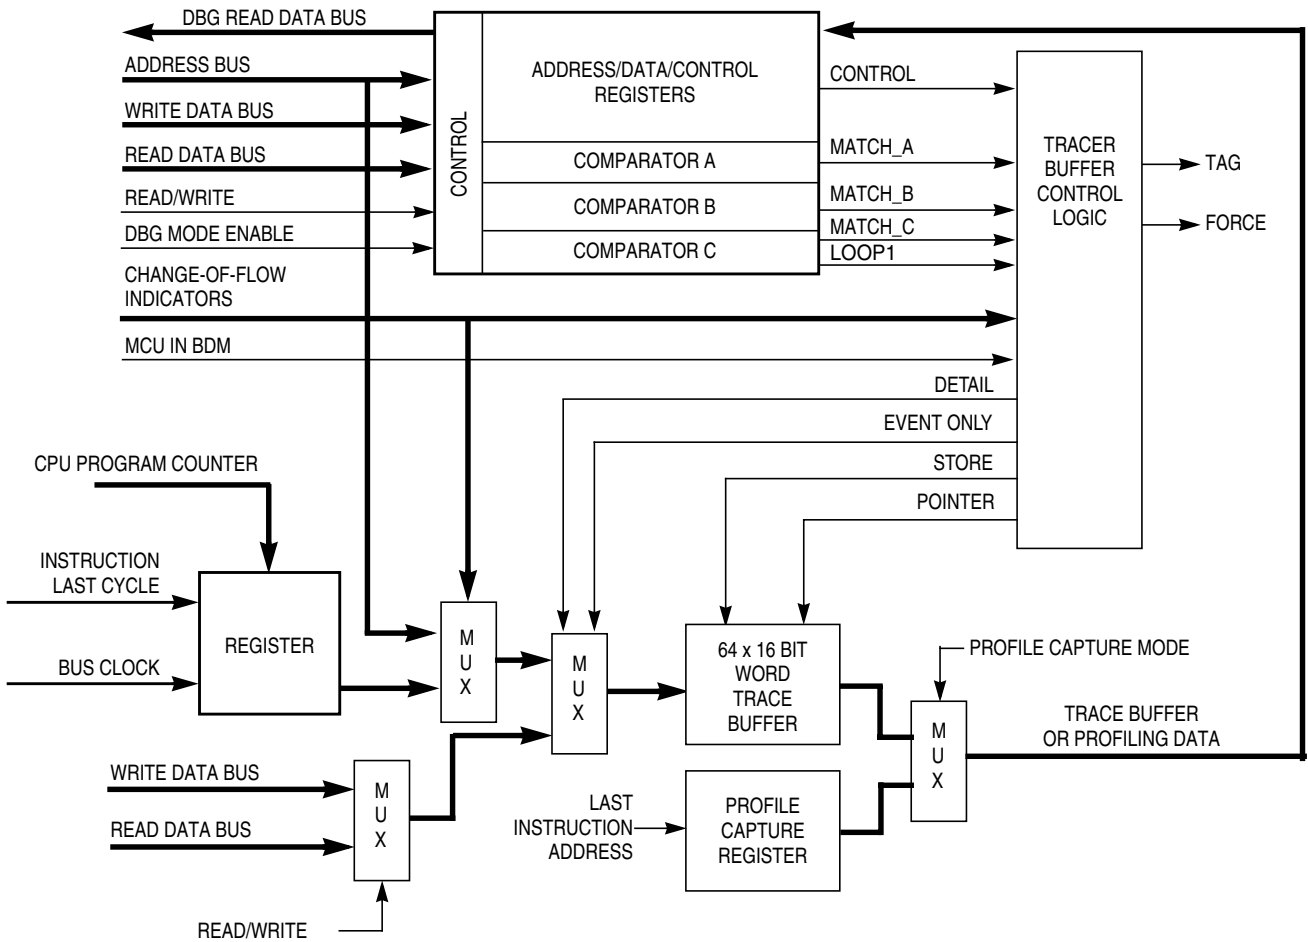 DBG READ DATA BUS
ADDRESS BUS
WRITE DATA BUS
READ DATA BUS
READ/WRITE
DBG MODE ENABLE
CHANGE-OF-FLOW
INDICATORS
MCU IN BDM
CONTROL
ADDRESS/DATA/CONTROL
REGISTERS
COMPARATOR A
COMPARATOR B
COMPARATOR C
CONTROL
MATCH_A
MATCH_B
MATCH_C
LOOP1
TRACER
BUFFER
CONTROL
LOGIC
TAG
FORCE
DETAIL
EVENT ONLY
STORE
POINTER
CPU PROGRAM COUNTER
INSTRUCTION
LAST CYCLE
BUS CLOCK
REGISTER
M
U
X
M
U
X
64 x 16 BIT
WORD
TRACE
BUFFER
PROFILE CAPTURE MODE
M
U
X
TRACE BUFFER
OR PROFILING DATA
WRITE DATA BUS
READ DATA BUS
M
U
X
READ/WRITE
LAST
INSTRUCTION
ADDRESS
PROFILE
CAPTURE
REGISTER